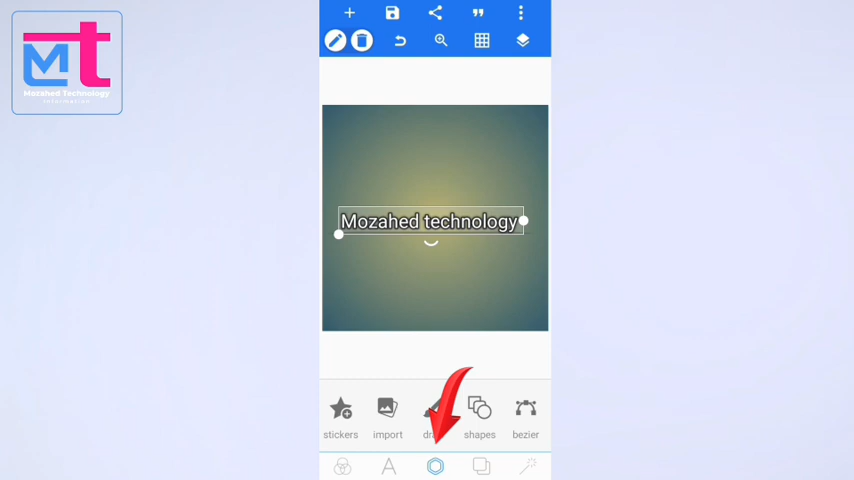 Mozahed Technology
information
Mozahed technology
stickers
import
shapes
bezier